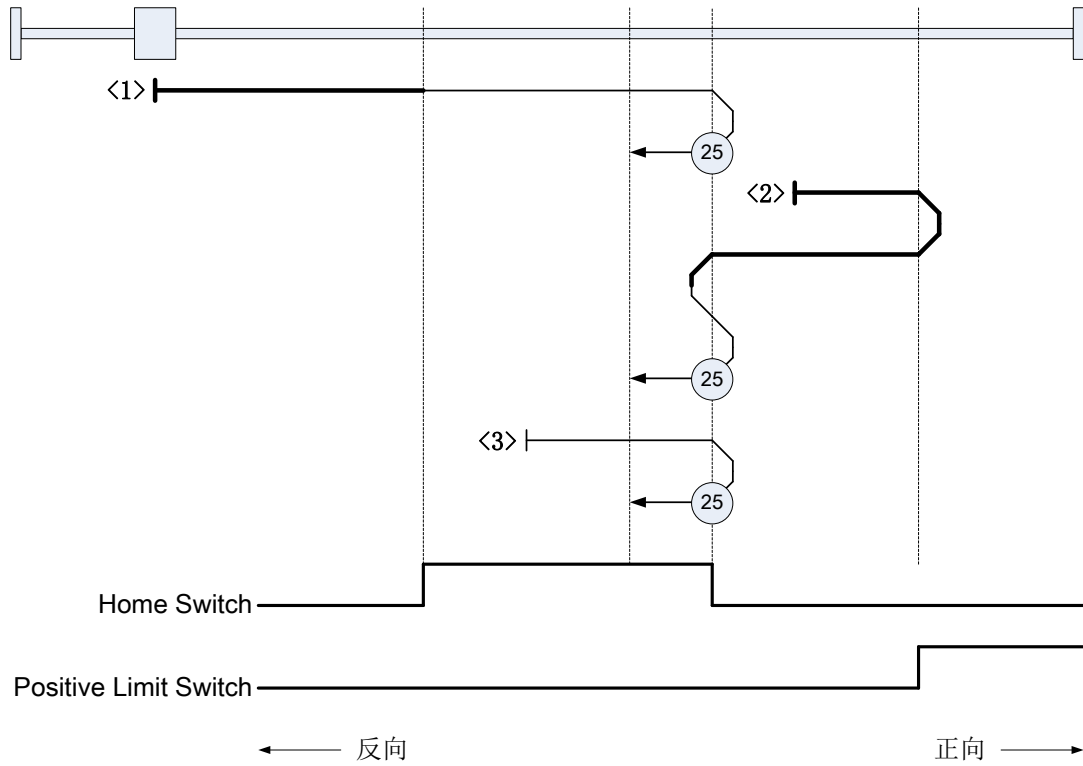 <1>
25
<2>
25
<3>
25
Home Switch
Positive Limit Switch
反向
正向